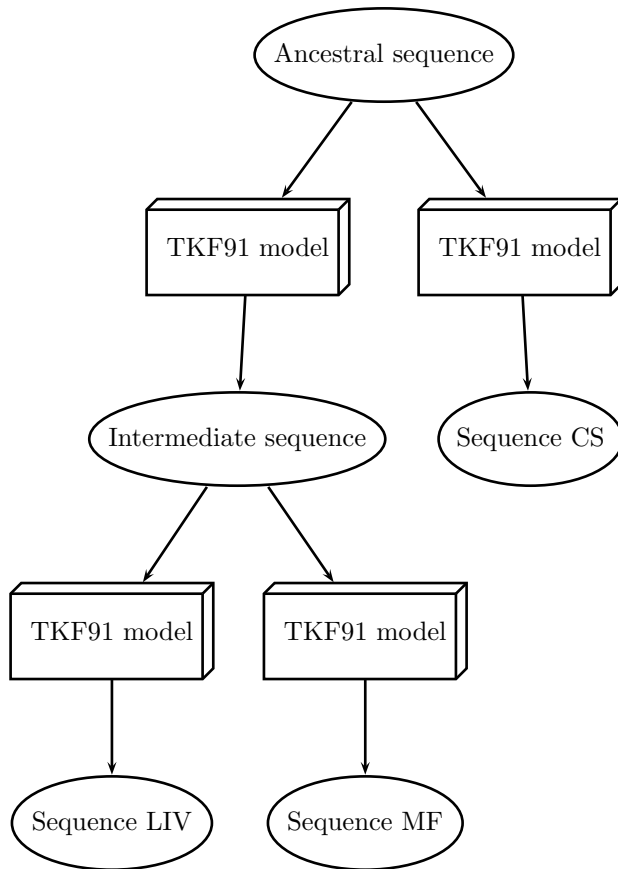 Ancestral sequence
TKF91 model
TKF91 model
Intermediate sequence
Sequence CS
TKF91 model
TKF91 model
Sequence LIV
Sequence MF